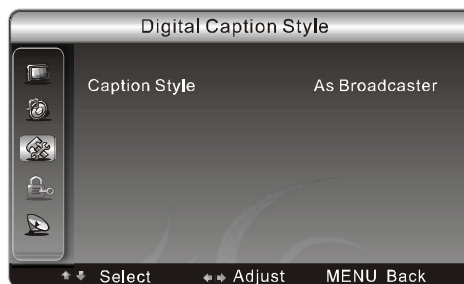 Digital Caption Style
Caption Style As Broadcaster
Select Adjust MENU Back